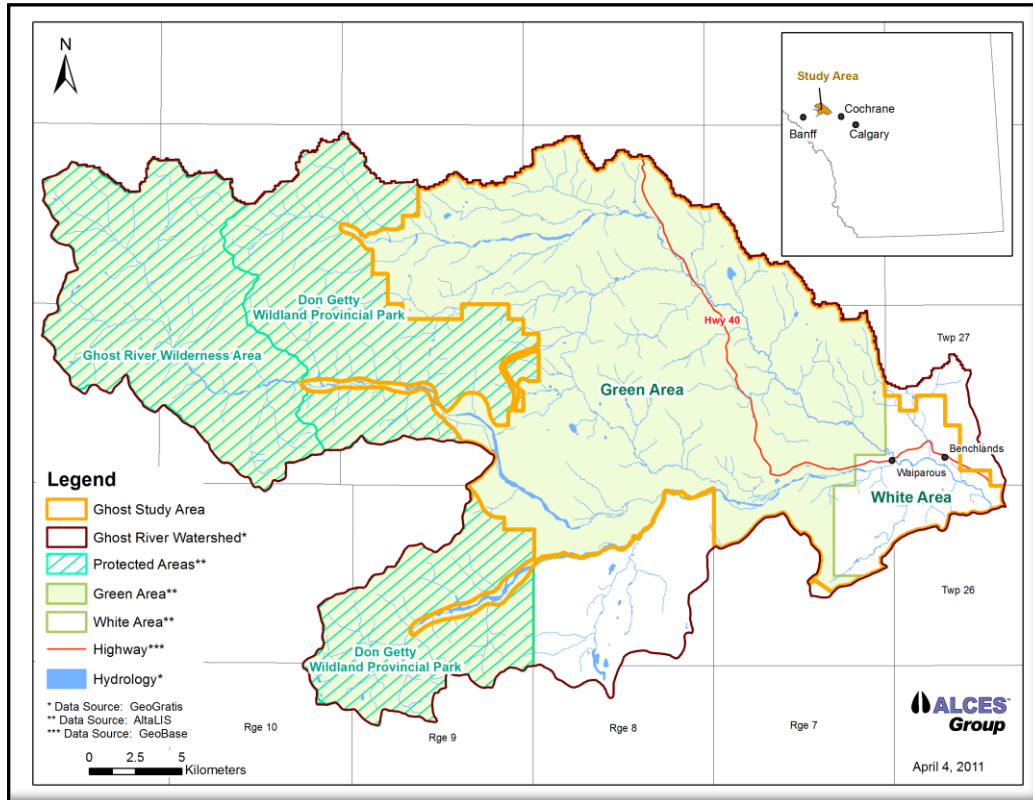 N
Study Area
Cochrane
Banff
Calgary
Don Getty
Wildland Provincial Park
Ghost River Wilderness Area
Hwy 40
Twp 27
Green Area
Benchlands
Waiparous
White Area
Twp 26
Don Getty
Wildland Provincial Park
Legend
Ghost Study Area
Ghost River Watershed*
Protected Areas**
Green Area**
White Area**
Highway***
Hydrology*
* Data Source: GeoGratis
** Data Source: AltaLIS
*** Data Source: GeoBase
0 2.5 5
Kilometers
Rge 10
Rge 9
Rge 8
Rge 7
ALCES™
Group
April 4, 2011